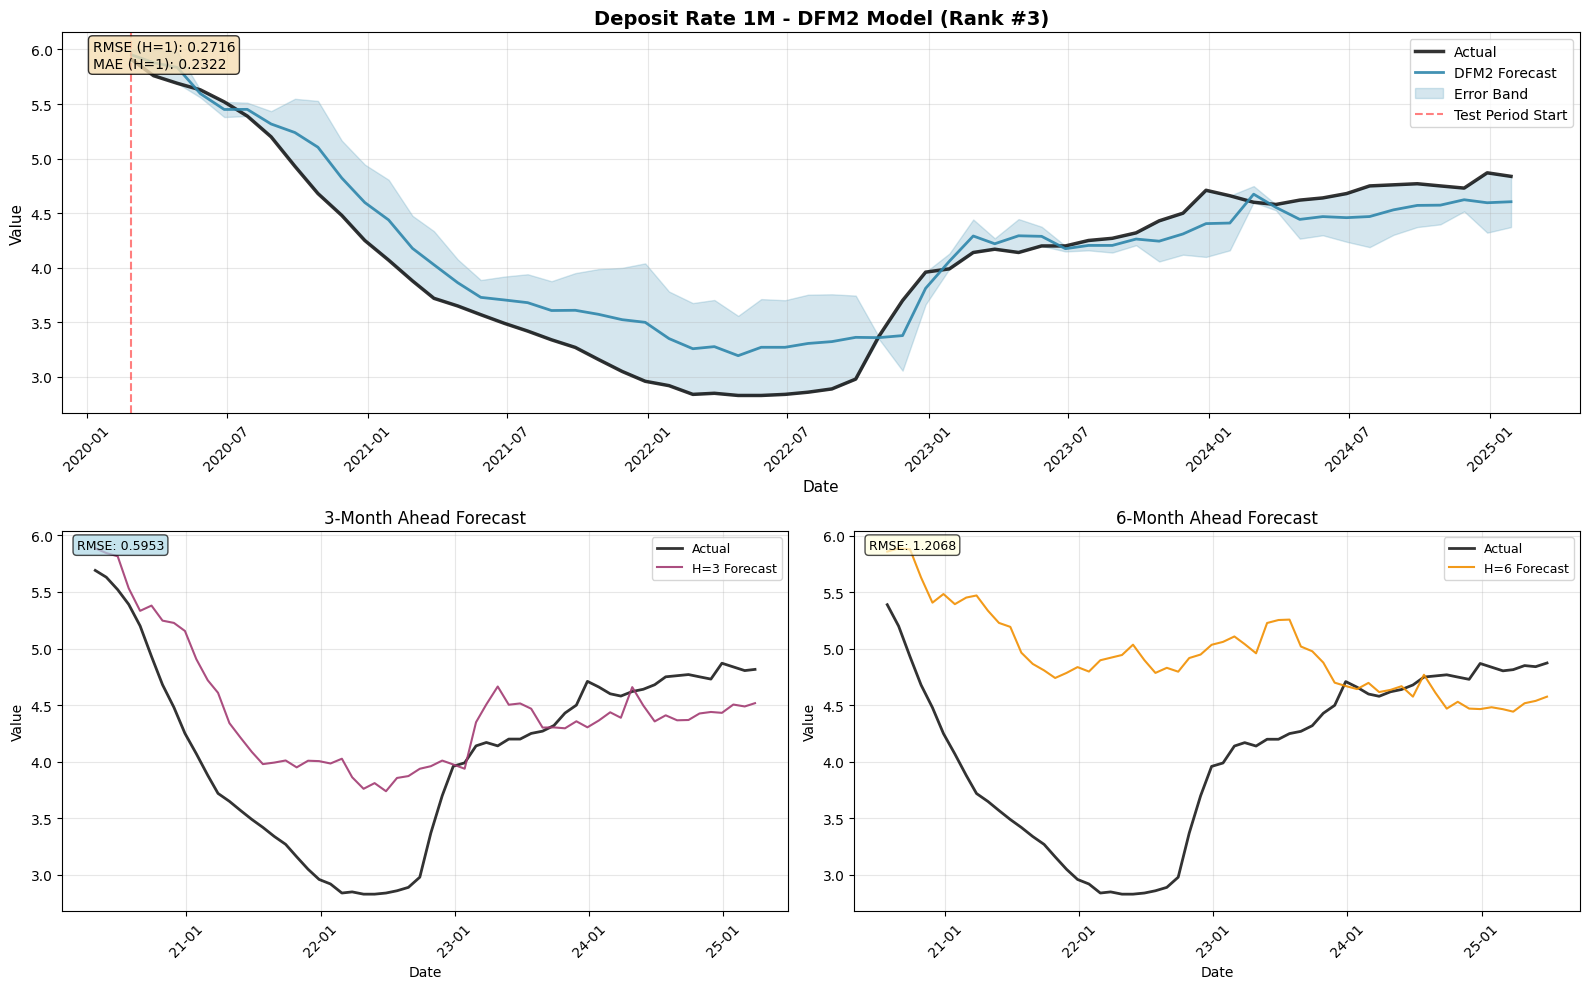 Deposit Rate 1M - DFM2 Model (Rank #3)
RMSE (H=1): 0.2716
MAE (H=1): 0.2322
Actual
DFM2 Forecast
Error Band
Test Period Start
Value
6.0
5.5
5.0
4.5
4.0
3.5
3.0
2020-01
2020-07
2021-01
2021-07
2022-01
2022-07
2023-01
2023-07
2024-01
2024-07
2025-01
Date
3-Month Ahead Forecast
RMSE: 0.5953
Actual
H=3 Forecast
Value
6.0
5.5
5.0
4.5
4.0
3.5
3.0
21-01
22-01
23-01
24-01
25-01
Date
6-Month Ahead Forecast
RMSE: 1.2068
Actual
H=6 Forecast
Value
6.0
5.5
5.0
4.5
4.0
3.5
3.0
21-01
22-01
23-01
24-01
25-01
Date